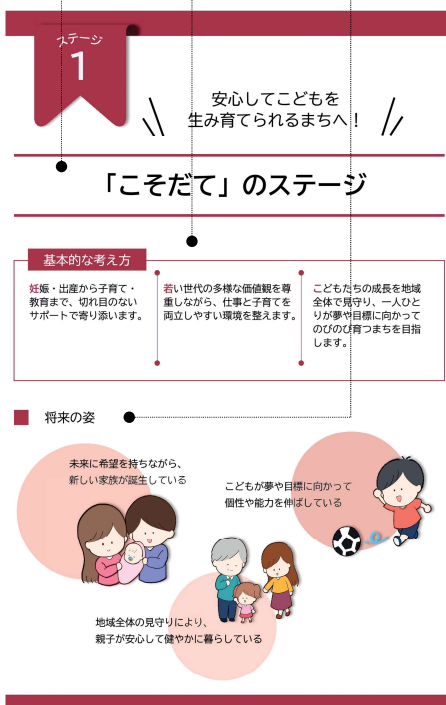 ステージ
1
安心してこどもを
生み育てられるまちへ！
「こそだて」のステージ
基本的な考え方
妊娠・出産から子育て・
教育まで、切れ目のない
サポートで寄り添います。
若い世代の多様な価値観を尊
重しながら、仕事と子育てを
両立しやすい環境を整えます。
こどもたちの成長を地域
全体で見守り、一人ひと
りが夢や目標に向かって
のびのび育つまちを目指
します。
将来の姿
未来に希望を持ちながら、
新しい家族が誕生している
こどもが夢や目標に向かって
個性や能力を伸ばしている
地域全体の見守りにより、
親子が安心して健やかに暮らしている